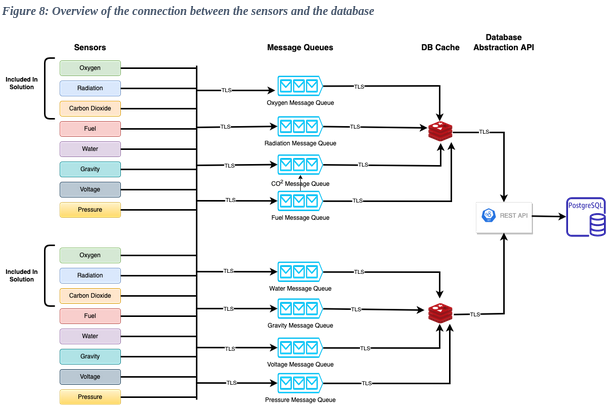 Figure 8: Overview of the connection between the sensors and the database
Sensors
Message Queues
DB Cache
Database
Abstraction API
Included In
Solution
Oxygen
Radiation
Carbon Dioxide
Fuel
Water
Gravity
Voltage
Pressure
TLS
Oxygen Message Queue
TLS
TLS
Radiation Message Queue
TLS
TLS
CO2 Message Queue
TLS
TLS
Fuel Message Queue
TLS
TLS
REST API
PostgreSQL
Included In
Solution
Oxygen
Radiation
Carbon Dioxide
Fuel
Water
Gravity
Voltage
Pressure
TLS
Water Message Queue
TLS
TLS
Gravity Message Queue
TLS
TLS
Voltage Message Queue
TLS
TLS
Pressure Message Queue
TLS
TLS